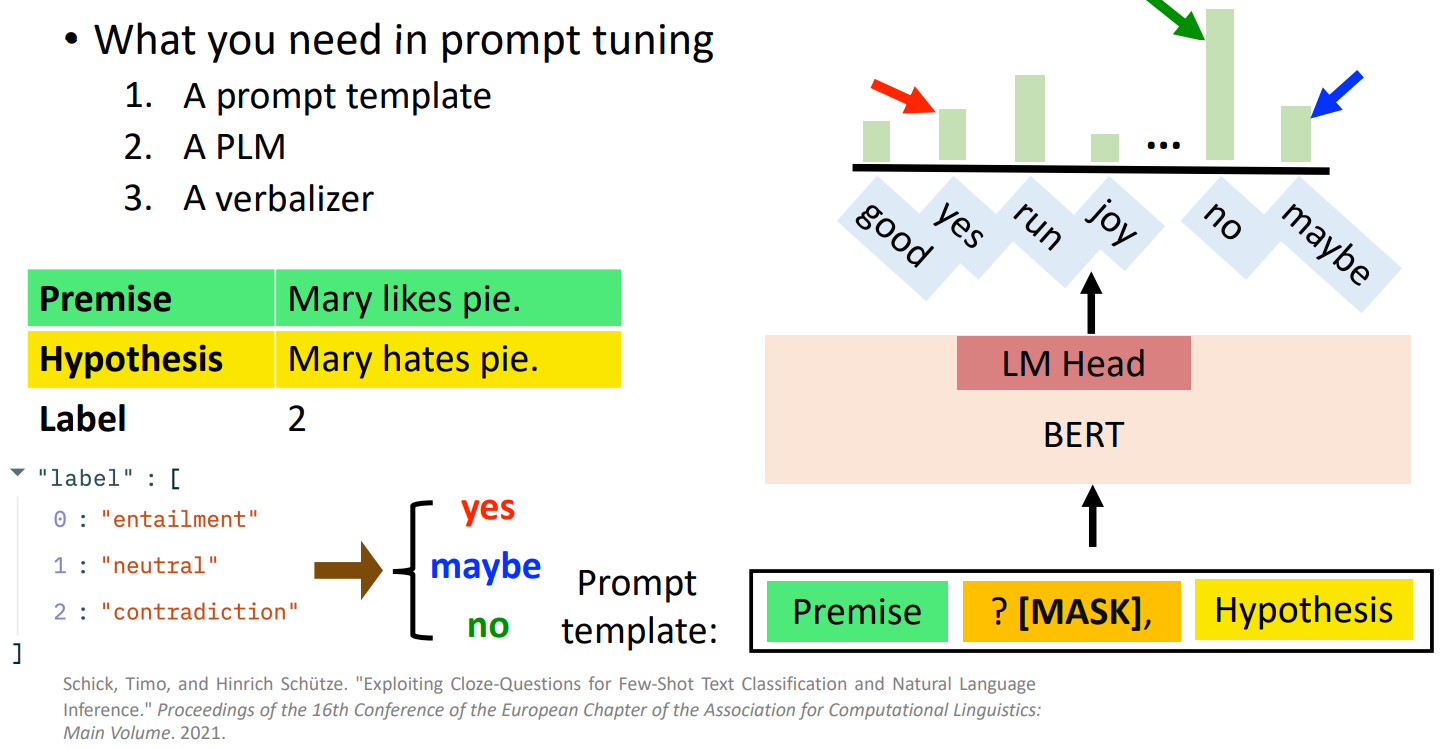 • What you need in prompt tuning
1. A prompt template
2. A PLM
3. A verbalizer
Premise Mary likes pie.
Hypothesis Mary hates pie.
Label 2
"label" : [
0 : "entailment"
1 : "neutral"
2 : "contradiction"
]
yes
maybe
no
...
good yes run joy no maybe
LM Head
BERT
Prompt
template:
Premise ? [MASK], Hypothesis
Schick, Timo, and Hinrich Schütze. "Exploiting Cloze-Questions for Few-Shot Text Classification and Natural Language
Inference." Proceedings of the 16th Conference of the European Chapter of the Association for Computational Linguistics:
Main Volume. 2021.